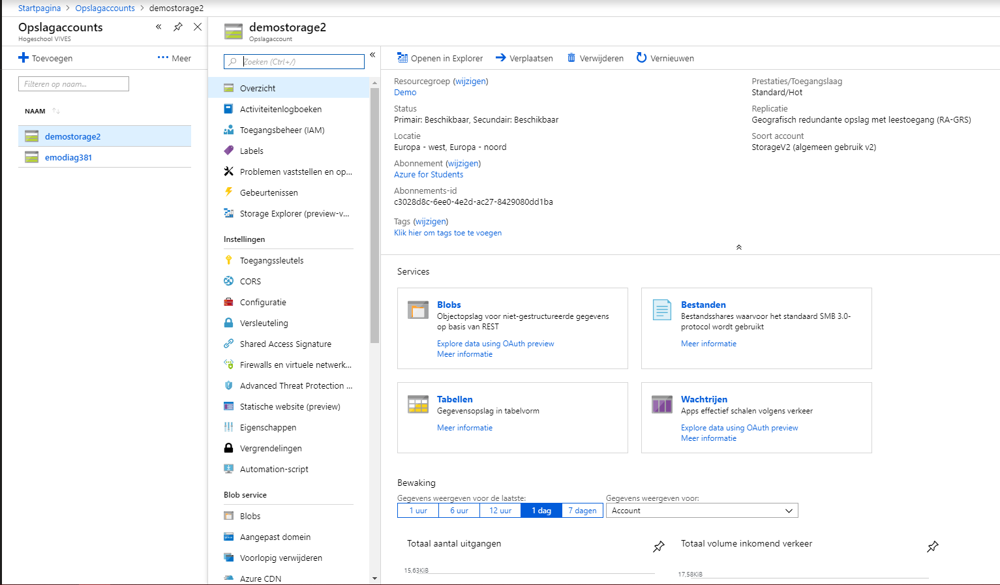 Startpagina > Opslagaccounts > demostorage2
Opslagaccounts
Hogeschool VIVES
Toevoegen
Meer
Filteren op naam...
NAAM
demostorage2
emodiag381
demostorage2
Opslagaccount
Zoeken (Ctrl+/)
Overzicht
Activiteitenlogboeken
Toegangsbeheer (IAM)
Labels
Problemen vaststellen en op...
Gebeurtenissen
Storage Explorer (preview-v...
Instellingen
Toegangssleutels
CORS
Configuratie
Versleuteling
Shared Access Signature
Firewalls en virtuele netwerk...
Advanced Threat Protection ...
Statische website (preview)
Eigenschappen
Vergrendelingen
Automation-script
Blob service
Blobs
Aangepast domein
Voorlopig verwijderen
Azure CDN
Openen in Explorer
Verplaatsen
Verwijderen
Vernieuwen
Resourcegroep (wijzigen)
Demo
Status
Primair: Beschikbaar, Secundair: Beschikbaar
Locatie
Europa - west, Europa - noord
Abonnement (wijzigen)
Azure for Students
Abonnements-id
c3028d8c-6ee0-4e2d-ac27-8429080dd1ba
Tags (wijzigen)
Klik hier om tags toe te voegen
Prestaties/Toegangslaag
Standard/Hot
Replicatie
Geografisch redundante opslag met leestoegang (RA-GRS)
Soort account
StorageV2 (algemeen gebruik v2)
Services
Blobs
Objectopslag voor niet-gestructureerde gegevens
op basis van REST
Explore data using OAuth preview
Meer informatie
Bestanden
Bestandsshares waarvoor het standaard SMB 3.0-
protocol wordt gebruikt
Meer informatie
Tabellen
Gegevensopslag in tabelvorm
Meer informatie
Wachtrijen
Apps effectief schalen volgens verkeer
Explore data using OAuth preview
Meer informatie
Bewaking
Gegevens weergeven voor de laatste:
1 uur
6 uur
12 uur
1 dag
7 dagen
Gegevens weergeven voor:
Account
Totaal aantal uitgangen
15,63KiB
Totaal volume inkomend verkeer
17,58KiB